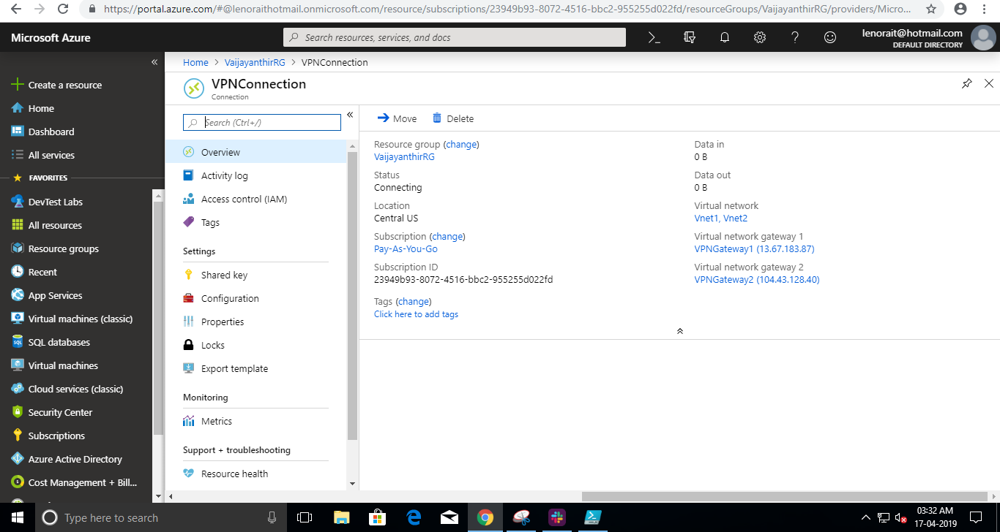 https://portal.azure.com/#@lenoraithotmail.onmicrosoft.com/resource/subscriptions/23949b93-8072-4516-bbc2-955255d022fd/resourceGroups/VaijayanthirRG/providers/Micro...
Microsoft Azure
Search resources, services, and docs
lenorait@hotmail.com
DEFAULT DIRECTORY
Create a resource
Home
Dashboard
All services
FAVORITES
DevTest Labs
All resources
Resource groups
Recent
App Services
Virtual machines (classic)
SQL databases
Virtual machines
Cloud services (classic)
Security Center
Subscriptions
Azure Active Directory
Cost Management + Bill...
Home > VaijayanthirRG > VPNConnection
VPNConnection
Connection
Search (Ctrl+/)
Overview
Activity log
Access control (IAM)
Tags
Settings
Shared key
Configuration
Properties
Locks
Export template
Monitoring
Metrics
Support + troubleshooting
Resource health
Move
Delete
Resource group (change)
VaijayanthirRG
Status
Connecting
Location
Central US
Subscription (change)
Pay-As-You-Go
Subscription ID
23949b93-8072-4516-bbc2-955255d022fd
Tags (change)
Click here to add tags
Data in
0 B
Data out
0 B
Virtual network
Vnet1, Vnet2
Virtual network gateway 1
VPNGateway1 (13.67.183.87)
Virtual network gateway 2
VPNGateway2 (104.43.128.40)
Type here to search
03:32 AM
17-04-2019